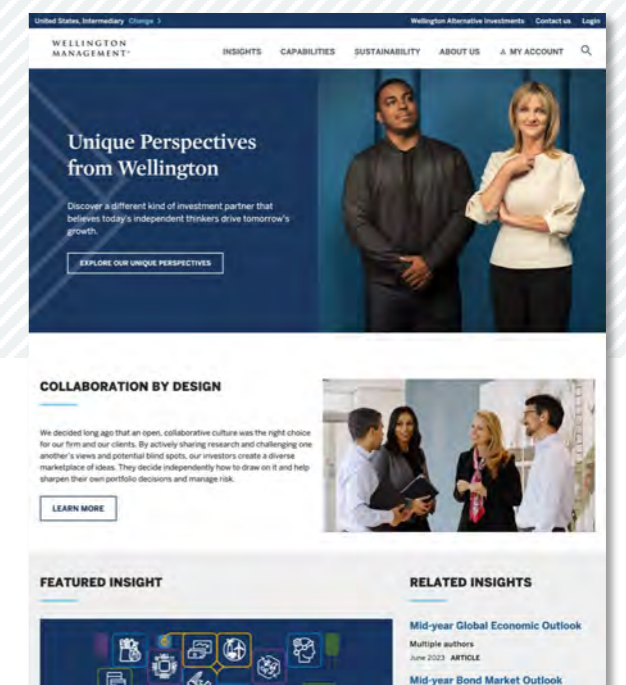 United States, Intermediary Change >
Wellington Alternative Investments Contact us Login
WELLINGTON
MANAGEMENT
INSIGHTS CAPABILITIES SUSTAINABILITY ABOUT US MY ACCOUNT
Unique Perspectives
from Wellington
Discover a different kind of investment partner that
believes today's independent thinkers drive tomorrow's
growth.
EXPLORE OUR UNIQUE PERSPECTIVES
COLLABORATION BY DESIGN
We decided long ago that an open, collaborative culture was the right choice
for our firm and our clients. By actively sharing research and challenging one
another's views and potential blind spots, our investors create a diverse
marketplace of ideas. They decide independently how to draw on it and help
sharpen their own portfolio decisions and manage risk.
LEARN MORE
FEATURED INSIGHT
RELATED INSIGHTS
Mid-year Global Economic Outlook
Multiple authors
June 2023 ARTICLE
Mid-year Bond Market Outlook